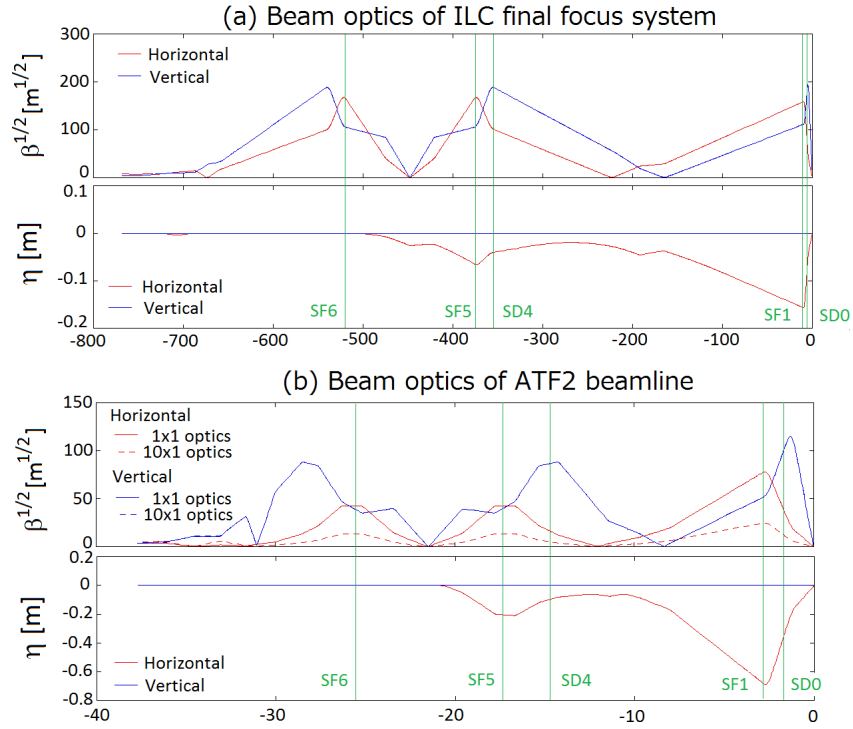 (a) Beam optics of ILC final focus system
300
200
100
0
β^1/2 [m^1/2]
Horizontal
Vertical
0.1
0
-0.1
-0.2
η [m]
Horizontal
Vertical
SF6
SF5
SD4
SF1
SD0
-800
-700
-600
-500
-400
-300
-200
-100
0
(b) Beam optics of ATF2 beamline
150
100
50
0
β^1/2 [m^1/2]
Horizontal
1x1 optics
10x1 optics
Vertical
1x1 optics
10x1 optics
0.2
0
-0.2
-0.4
-0.6
-0.8
η [m]
Horizontal
Vertical
SF6
SF5
SD4
SF1
SD0
-40
-30
-20
-10
0